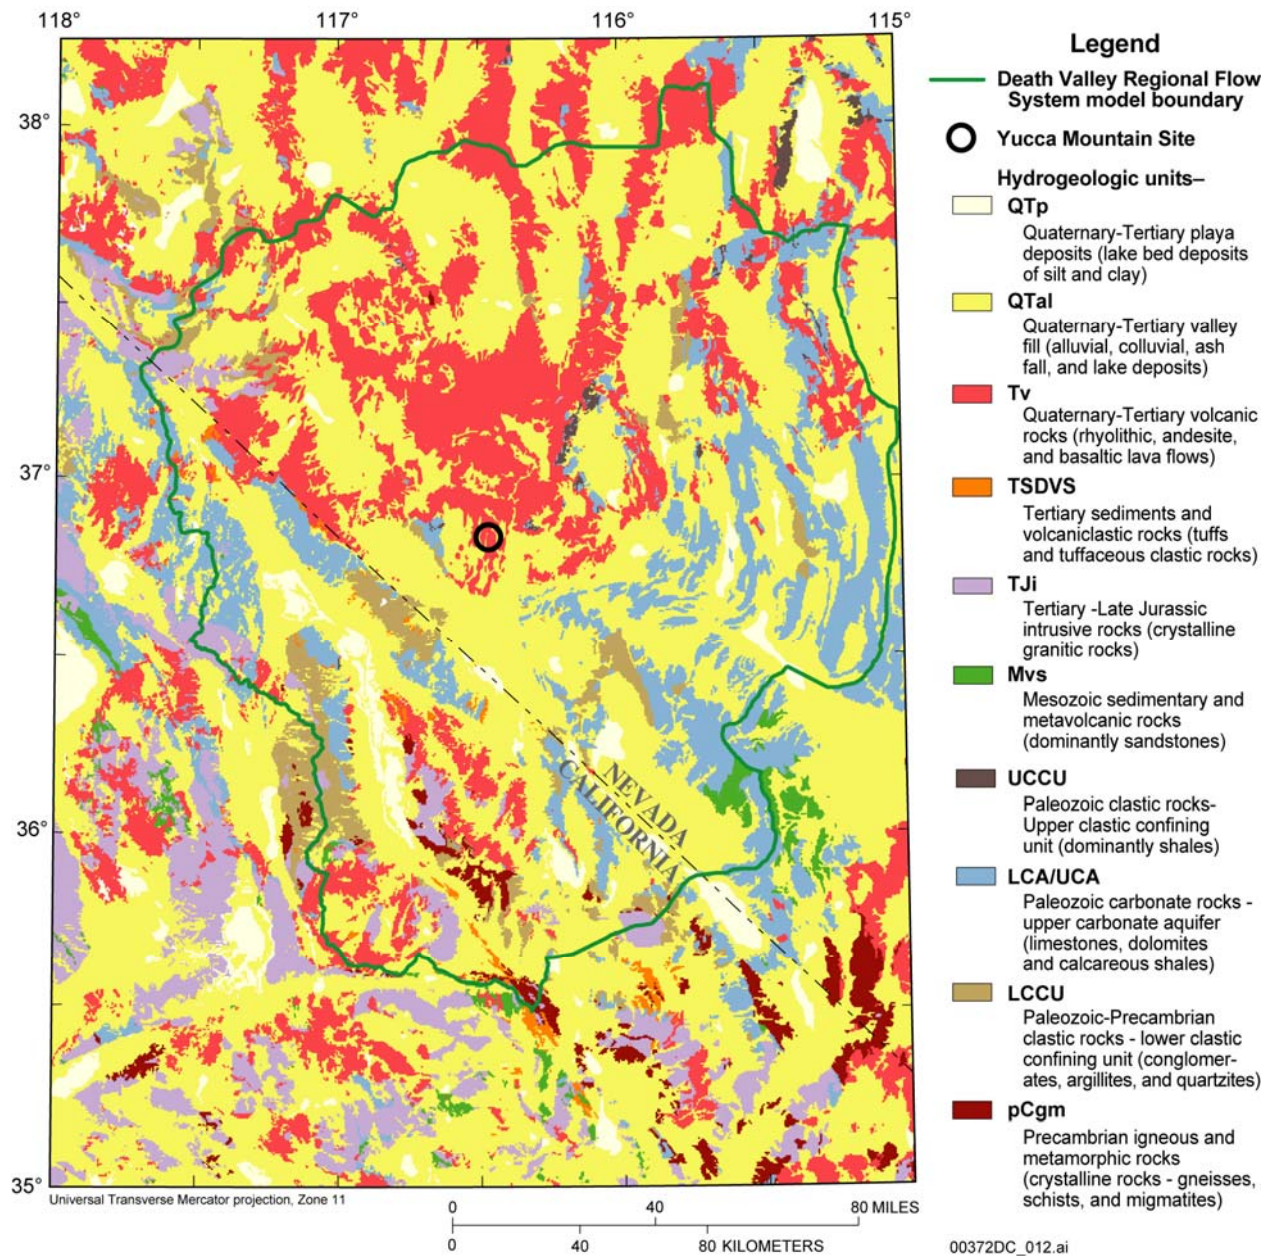 118°
117°
116°
115°
38°
37°
36°
35°
NEVADA
CALIFORNIA
Universal Transverse Mercator projection, Zone 11
0 40 80 MILES
0 40 80 KILOMETERS
Legend
Death Valley Regional Flow
System model boundary
Yucca Mountain Site
Hydrogeologic units–
QTp
Quaternary-Tertiary playa
deposits (lake bed deposits
of silt and clay)
QTal
Quaternary-Tertiary valley
fill (alluvial, colluvial, ash
fall, and lake deposits)
Tv
Quaternary-Tertiary volcanic
rocks (rhyolithic, andesite,
and basaltic lava flows)
TSDVS
Tertiary sediments and
volcaniclastic rocks (tuffs
and tuffaceous clastic rocks)
TJi
Tertiary -Late Jurassic
intrusive rocks (crystalline
granitic rocks)
Mvs
Mesozoic sedimentary and
metavolcanic rocks
(dominantly sandstones)
UCCU
Paleozoic clastic rocks-
Upper clastic confining
unit (dominantly shales)
LCA/UCA
Paleozoic carbonate rocks -
upper carbonate aquifer
(limestones, dolomites
and calcareous shales)
LCCU
Paleozoic-Precambrian
clastic rocks - lower clastic
confining unit (conglomer-
ates, argillites, and quartzites)
pCgm
Precambrian igneous and
metamorphic rocks
(crystalline rocks - gneisses,
schists, and migmatites)
00372DC_012.ai